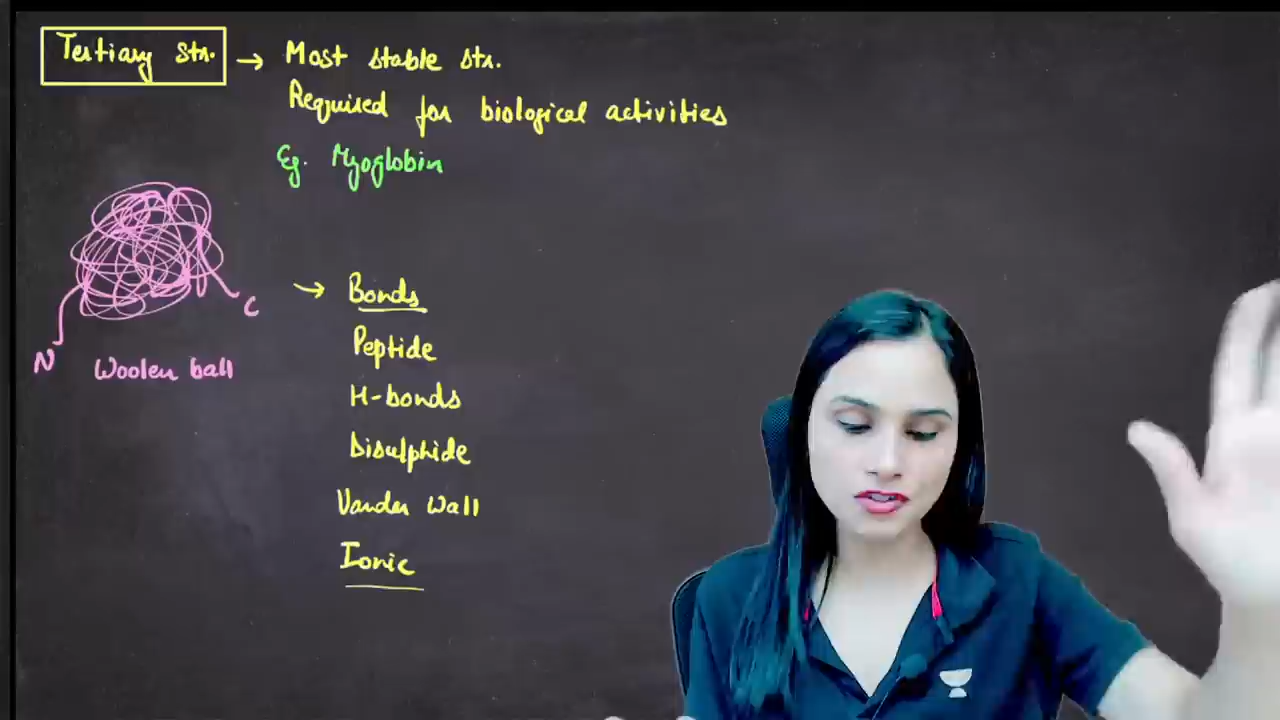 Tertiary Str. → Most stable str.
Required for biological activities
Eg. Myoglobin
C
N
Woolen ball
→ Bonds
Peptide
H-bonds
Disulphide
Vander Wall
Ionic